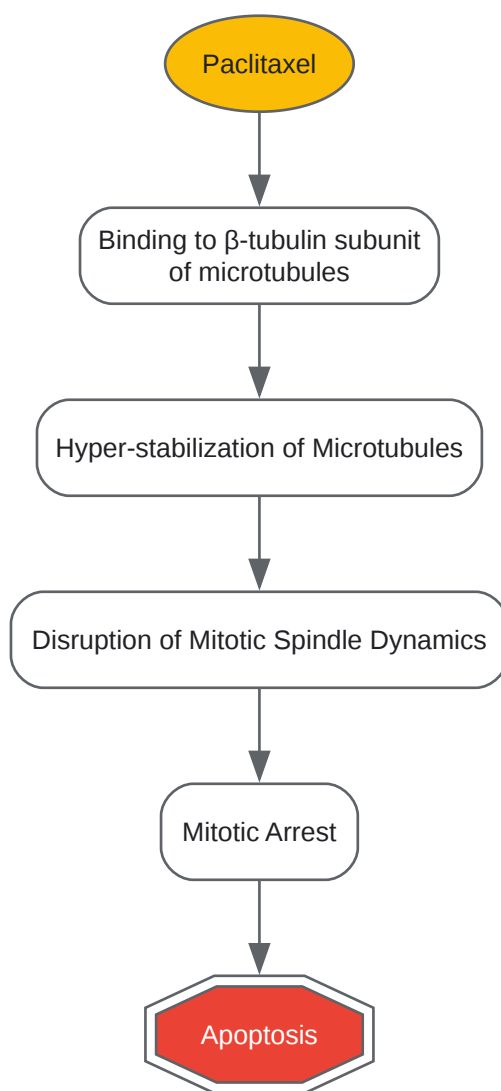 Paclitaxel
Binding to β-tubulin subunit
of microtubules
Hyper-stabilization of Microtubules
Disruption of Mitotic Spindle Dynamics
Mitotic Arrest
Apoptosis